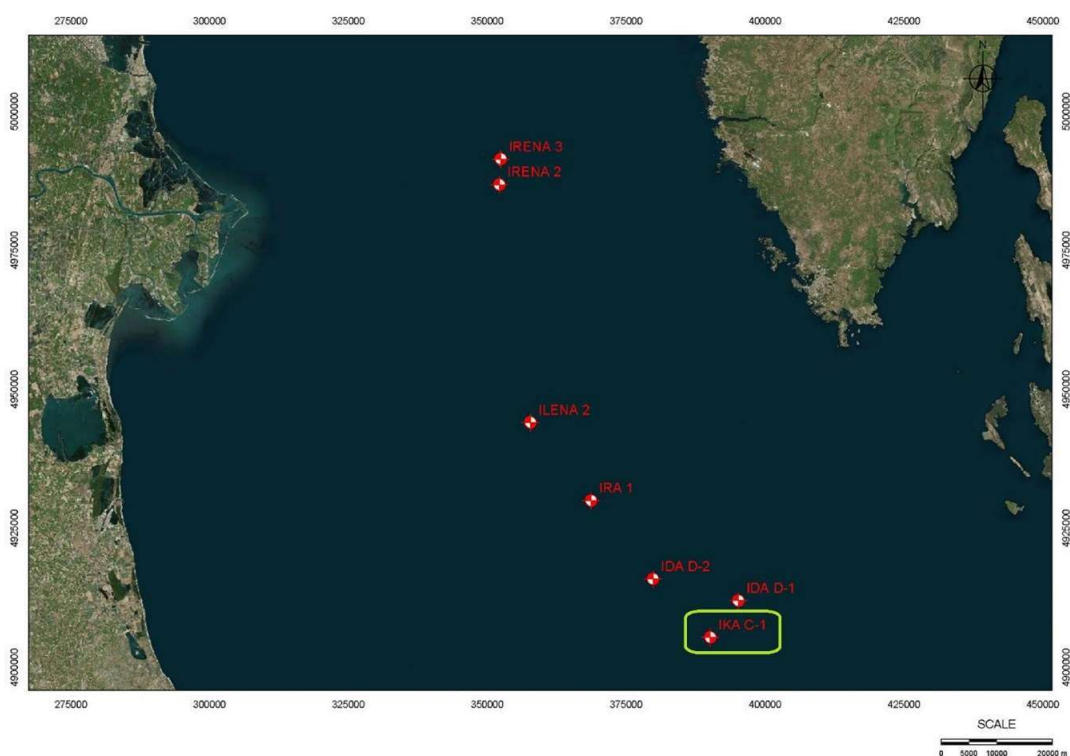 275000 300000 325000 350000 375000 400000 425000 450000
N
5000000 5000000
IRENA 3
IRENA 2
4975000 4975000
4950000 4950000
ILENA 2
IRA 1
4925000 4925000
IDA D-2
IDA D-1
IKA C-1
4900000 4900000
275000 300000 325000 350000 375000 400000 425000 450000
SCALE
0 5000 10000 20000 m